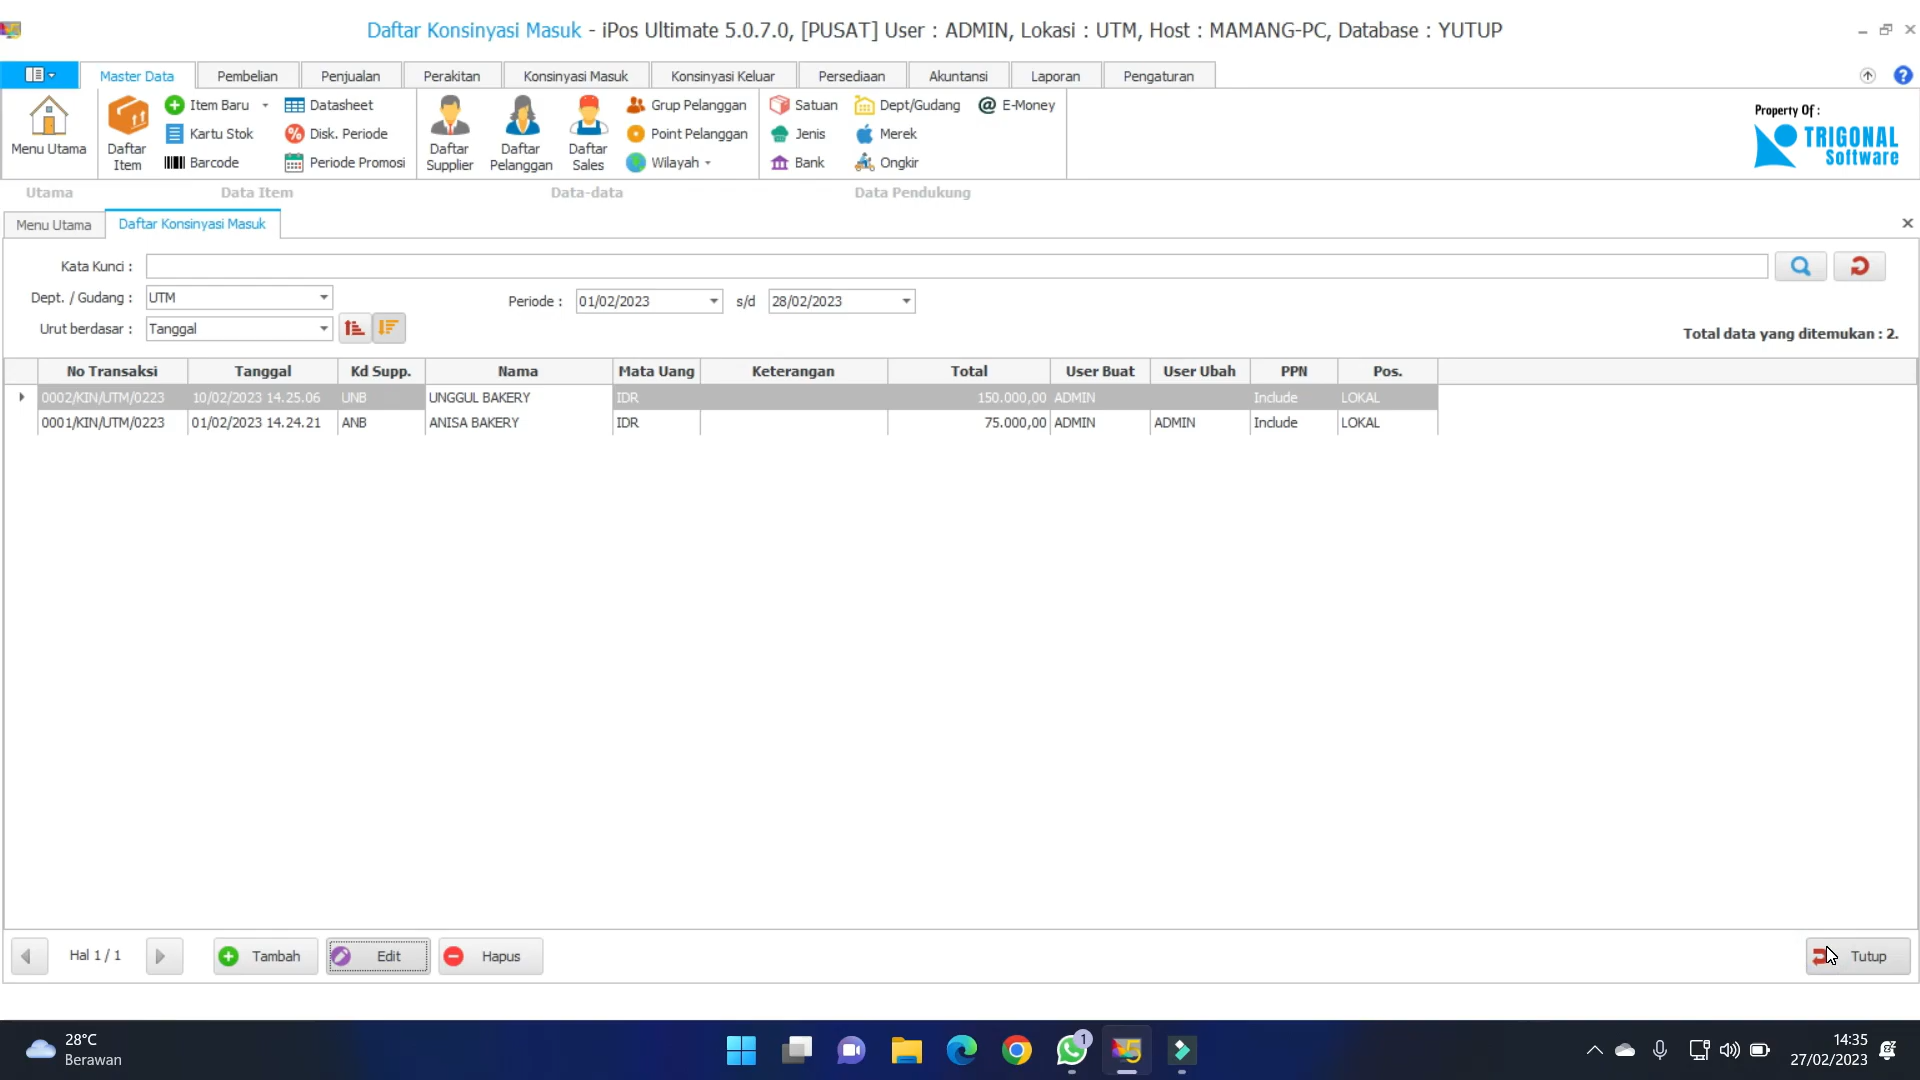 Daftar Konsinyasi Masuk - iPos Ultimate 5.0.7.0, [PUSAT] User : ADMIN, Lokasi : UTM, Host : MAMANG-PC, Database : YUTUP
Master Data Pembelian Penjualan Perakitan Konsinyasi Masuk Konsinyasi Keluar Persediaan Akuntansi Laporan Pengaturan
Item Baru Datasheet Grup Pelanggan Satuan Dept/Gudang @ E-Money
Property Of :
Kartu Stok Disk. Periode Point Pelanggan Jenis Merek
TRIGONAL
Software
Menu Utama Daftar Item Daftar Supplier Daftar Pelanggan Daftar Sales
Barcode Periode Promosi Wilayah Bank Ongkir
Utama Data Item Data-data Data Pendukung
Menu Utama Daftar Konsinyasi Masuk
Kata Kunci :
Dept. / Gudang : UTM Periode : 01/02/2023 s/d 28/02/2023
Urut berdasar : Tanggal
Total data yang ditemukan : 2.
No Transaksi Tanggal Kd Supp. Nama Mata Uang Keterangan Total User Buat User Ubah PPN Pos.
0002/KIN/UTM/0223 10/02/2023 14.25.06 UNB UNGGUL BAKERY IDR 150.000,00 ADMIN Include LOKAL
0001/KIN/UTM/0223 01/02/2023 14.24.21 ANB ANISA BAKERY IDR 75.000,00 ADMIN ADMIN Include LOKAL
Hal 1 / 1 Tambah Edit Hapus Tutup
28°C
Berawan
1
5
14:35
27/02/2023